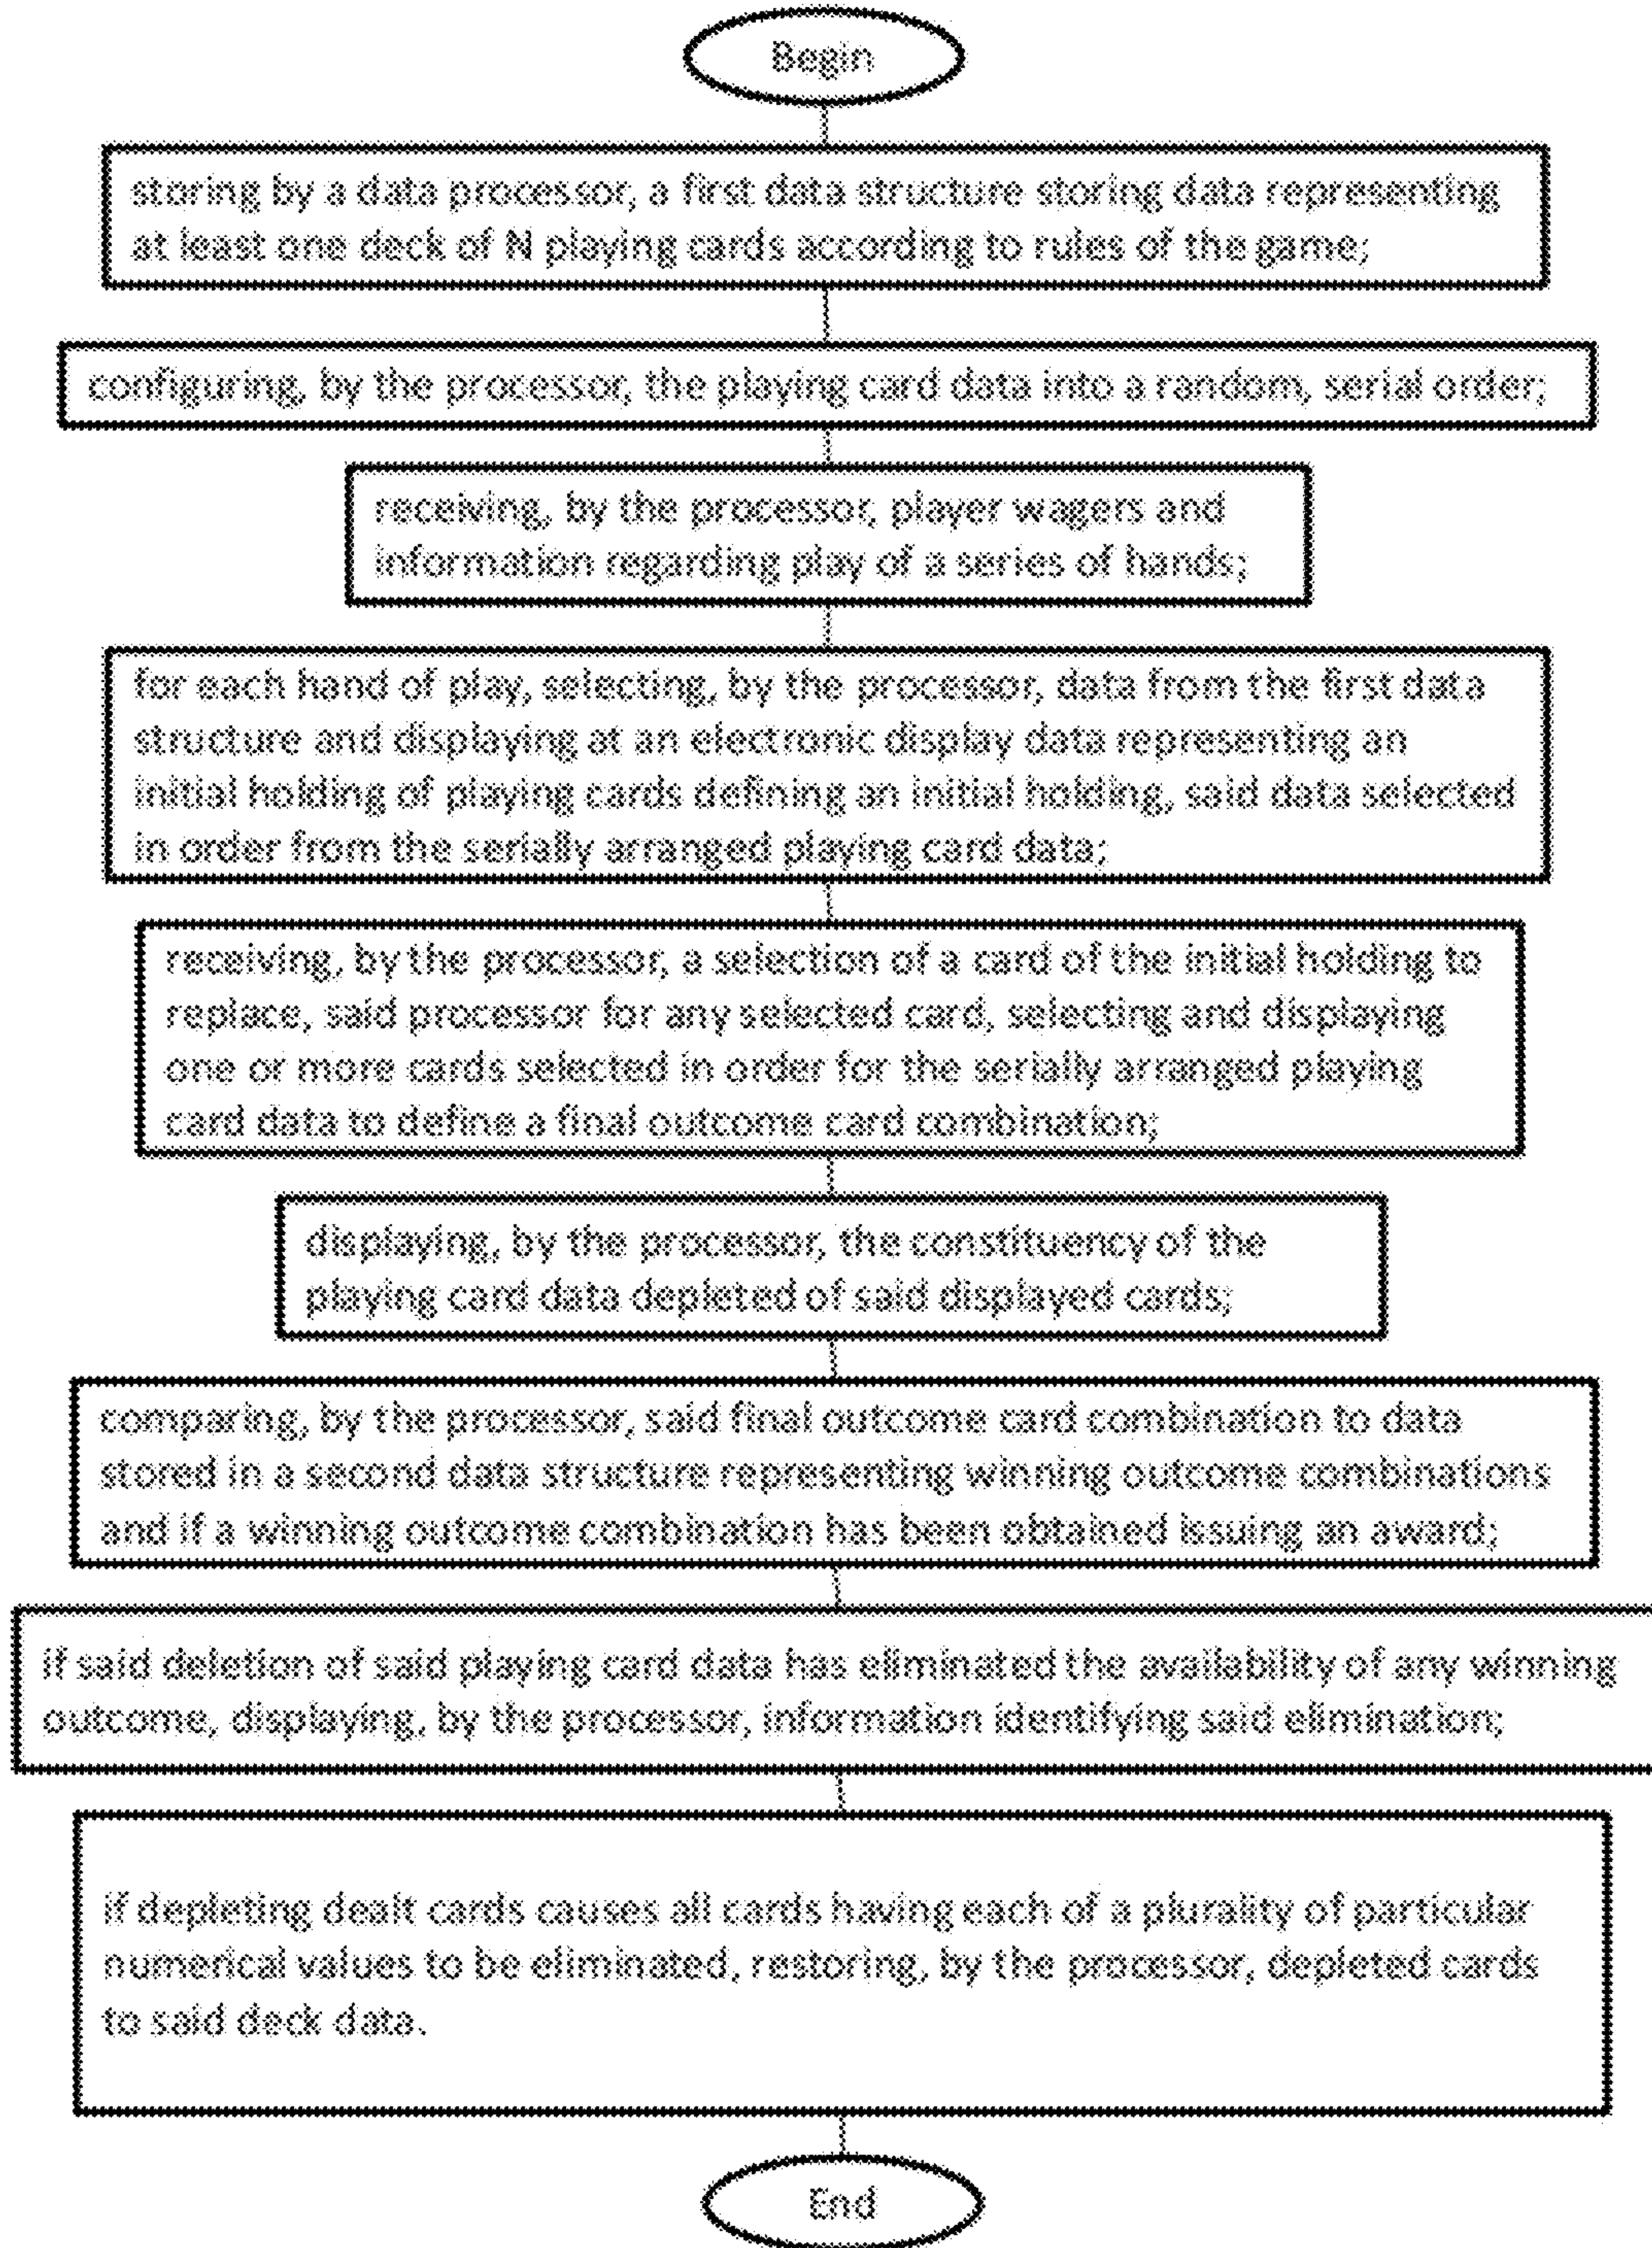 Begin
storing by a data processor, a first data structure storing data representing
at least one deck of N playing cards according to rules of the game;
configuring, by the processor, the playing card data into a random, serial order;
receiving, by the processor, player wagers and
information regarding play of a series of hands;
for each hand of play, selecting, by the processor, data from the first data
structure and displaying at an electronic display data representing an
initial holding of playing cards defining an initial holding, said data selected
in order from the serially arranged playing card data;
receiving, by the processor, a selection of a card of the initial holding to
replace, said processor for any selected card, selecting and displaying
one or more cards selected in order for the serially arranged playing
card data to define a final outcome card combination;
displaying, by the processor, the constituency of the
playing card data depleted of said displayed cards;
comparing, by the processor, said final outcome card combination to data
stored in a second data structure representing winning outcome combinations
and if a winning outcome combination has been obtained issuing an award;
if said deletion of said playing card data has eliminated the availability of any winning
outcome, displaying, by the processor, information identifying said elimination;
if depleting dealt cards causes all cards having each of a plurality of particular
numerical values to be eliminated, restoring, by the processor, depleted cards
to said deck data.
End